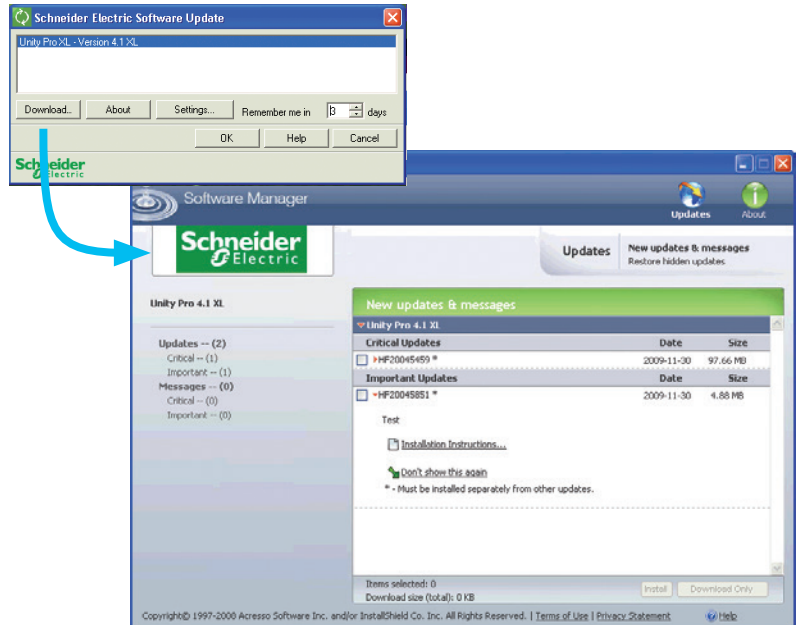 Schneider Electric Software Update
Unity Pro XL - Version 4.1 XL
Download... About Settings... Remember me in 3 days
OK Help Cancel
Schneider Electric
Software Manager
Updates About
Schneider Electric
Updates New updates & messages
Restore hidden updates
Unity Pro 4.1 XL
Updates -- (2)
Critical -- (1)
Important -- (1)
Messages -- (0)
Critical -- (0)
Important -- (0)
New updates & messages
Unity Pro 4.1 XL
Critical Updates Date Size
HF20045459 * 2009-11-30 97.66 MB
Important Updates Date Size
HF20045851 * 2009-11-30 4.88 MB
Test
Installation Instructions...
Don't show this again
* - Must be installed separately from other updates.
Items selected: 0
Download size (total): 0 KB
Install Download Only
Copyright© 1997-2008 Acresso Software Inc. and/or InstallShield Co. Inc. All Rights Reserved. | Terms of Use | Privacy Statement Help